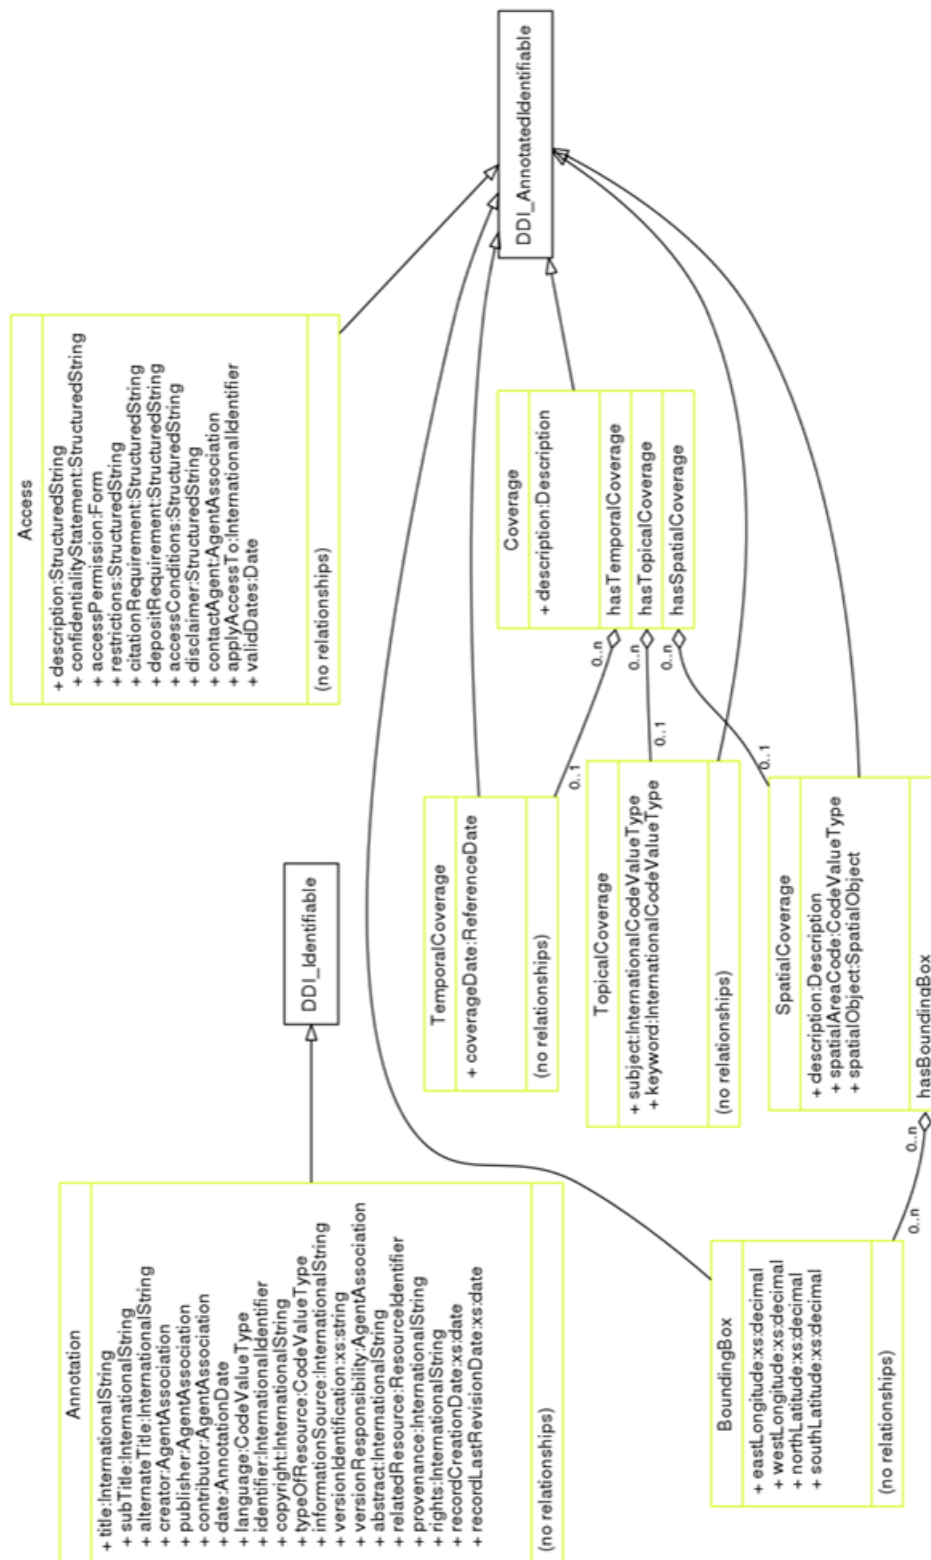 Annotation
+ title:InternationalString
+ subTitle:InternationalString
+ alternateTitle:InternationalString
+ creator:AgentAssociation
+ publisher:AgentAssociation
+ contributor:AgentAssociation
+ date:AnnotationDate
+ language:CodeValueType
+ identifier:InternationalIdentifier
+ copyright:InternationalString
+ typeOfResource:CodeValueType
+ informationSource:InternationalString
+ versionIdentification:xs:string
+ versionResponsibility:AgentAssociation
+ abstract:InternationalString
+ relatedResource:ResourceIdentifier
+ provenance:InternationalString
+ rights:InternationalString
+ recordCreationDate:xs:date
+ recordLastRevisionDate:xs:date
(no relationships)
DDI_Identifiable
Access
+ description:StructuredString
+ confidentialityStatement:StructuredString
+ accessPermission:Form
+ restrictions:StructuredString
+ citationRequirement:StructuredString
+ depositRequirement:StructuredString
+ accessConditions:StructuredString
+ disclaimer:StructuredString
+ contactAgent:AgentAssociation
+ applyAccessTo:InternationalIdentifier
+ validDates:Date
(no relationships)
DDI_AnnotatedIdentifiable
TemporalCoverage
+ coverageDate:ReferenceDate
(no relationships)
0..1
Coverage
+ description:Description
hasTemporalCoverage
hasTopicalCoverage
hasSpatialCoverage
0..n
0..n
0..n
TopicalCoverage
+ subject:InternationalCodeValueType
+ keyword:InternationalCodeValueType
(no relationships)
0..1
SpatialCoverage
+ description:Description
+ spatialAreaCode:CodeValueType
+ spatialObject:SpatialObject
hasBoundingBox
0..1
0..n
BoundingBox
+ eastLongitude:xs:decimal
+ westLongitude:xs:decimal
+ northLatitude:xs:decimal
+ southLatitude:xs:decimal
(no relationships)
0..n